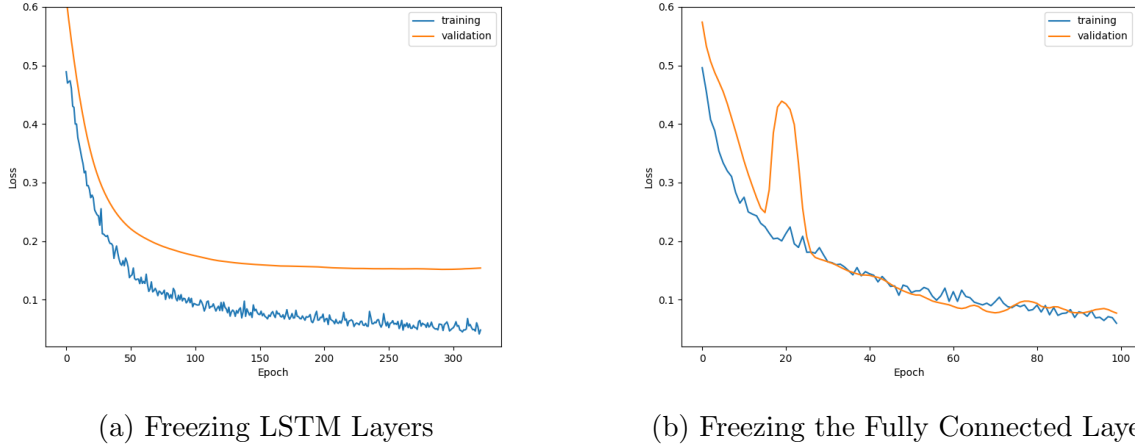 0.6
0.5
0.4
0.3
0.2
0.1
Loss
0 50 100 150 200 250 300
Epoch
training
validation
(a) Freezing LSTM Layers
0.6
0.5
0.4
0.3
0.2
0.1
Loss
0 20 40 60 80 100
Epoch
training
validation
(b) Freezing the Fully Connected Laye